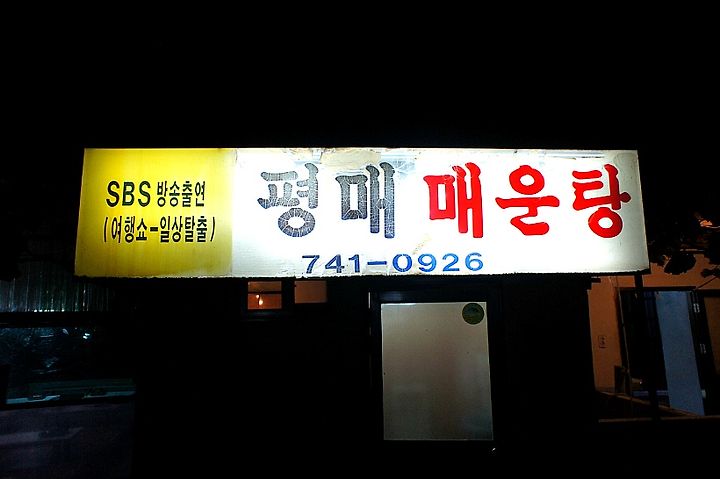 SBS 방송출연
(여행쇼-일상탈출)
평매 매운탕
741-0926